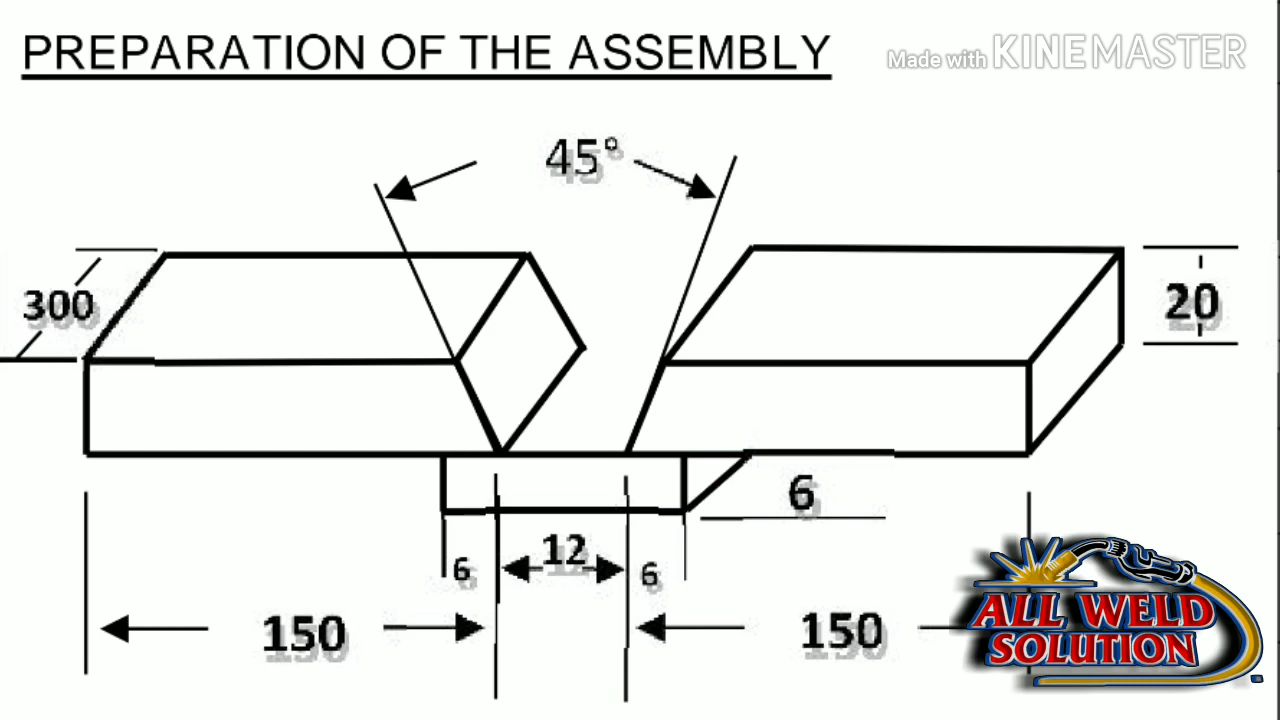 PREPARATION OF THE ASSEMBLY
Made with KINEMASTER
45°
300
20
6
6
12
6
150
150
ALL WELD
SOLUTION